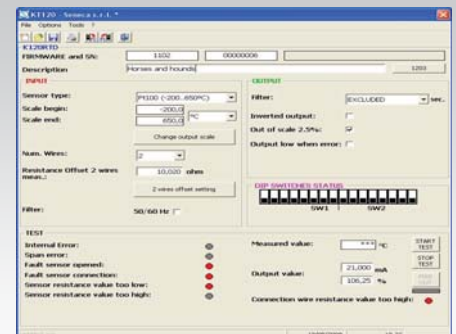 KT120 - Seneca s.r.l. *
File Options Tools ?
K120RTD
FIRMWARE and SN: 1102 00000006
Description Horses and hounds 1203
INPUT
Sensor type: Pt100 (-200..650°C)
Scale begin: -200,0
Scale end: 650,0 °C
Change output scale
Num. Wires: 2
Resistance Offset 2 wires meas.: 10,020 ohm
2 wires offset setting
Filter: 50/60 Hz
OUTPUT
Filter: EXCLUDED sec.
Inverted output:
Out of scale 2.5%:
Output low when error:
DIP SWITCHES STATUS
SW1 SW2
TEST
Internal Error:
Span error:
Fault sensor opened:
Fault sensor connection:
Sensor resistance value too low:
Sensor resistance value too high:
Measured value: *** °C
Output value: 21,000 mA
106,25 %
START TEST
STOP TEST
Connection wire resistance value too high: